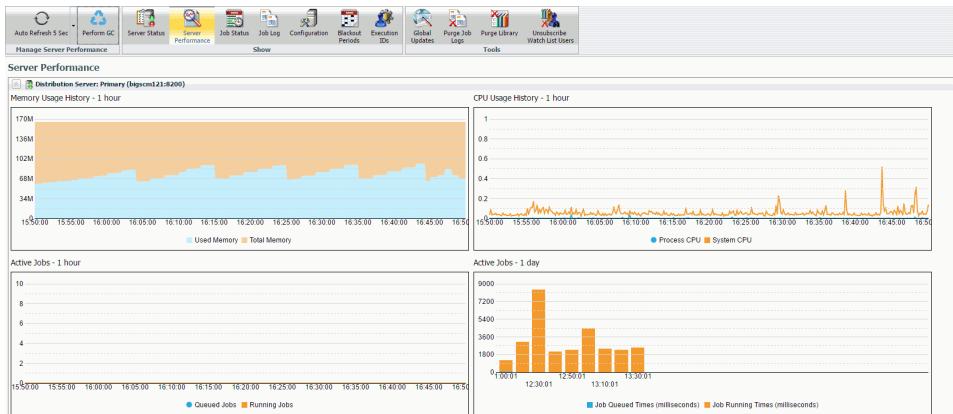 Auto Refresh 5 Sec
Perform GC
Server Status
Server Performance
Job Status
Job Log
Configuration
Blackout Periods
Execution IDs
Global Updates
Purge Job Logs
Purge Library
Unsubscribe Watch List Users
Manage Server Performance
Show
Tools
Server Performance
Distribution Server: Primary (bigscm121:8200)
Memory Usage History - 1 hour
170M
136M
102M
68M
34M
0
15:50:00 15:55:00 16:00:00 16:05:00 16:10:00 16:15:00 16:20:00 16:25:00 16:30:00 16:35:00 16:40:00 16:45:00 16:50
Used Memory Total Memory
CPU Usage History - 1 hour
1
0.8
0.6
0.4
0.2
0
15:50:00 15:55:00 16:00:00 16:05:00 16:10:00 16:15:00 16:20:00 16:25:00 16:30:00 16:35:00 16:40:00 16:45:00 16:50
Process CPU System CPU
Active Jobs - 1 hour
10
8
6
4
2
0
15:50:00 15:55:00 16:00:00 16:05:00 16:10:00 16:15:00 16:20:00 16:25:00 16:30:00 16:35:00 16:40:00 16:45:00 16:50
Queued Jobs Running Jobs
Active Jobs - 1 day
9000
7200
5400
3600
1800
0
1:00:01 12:50:01 13:30:01
12:30:01 13:10:01
Job Queued Times (milliseconds) Job Running Times (milliseconds)